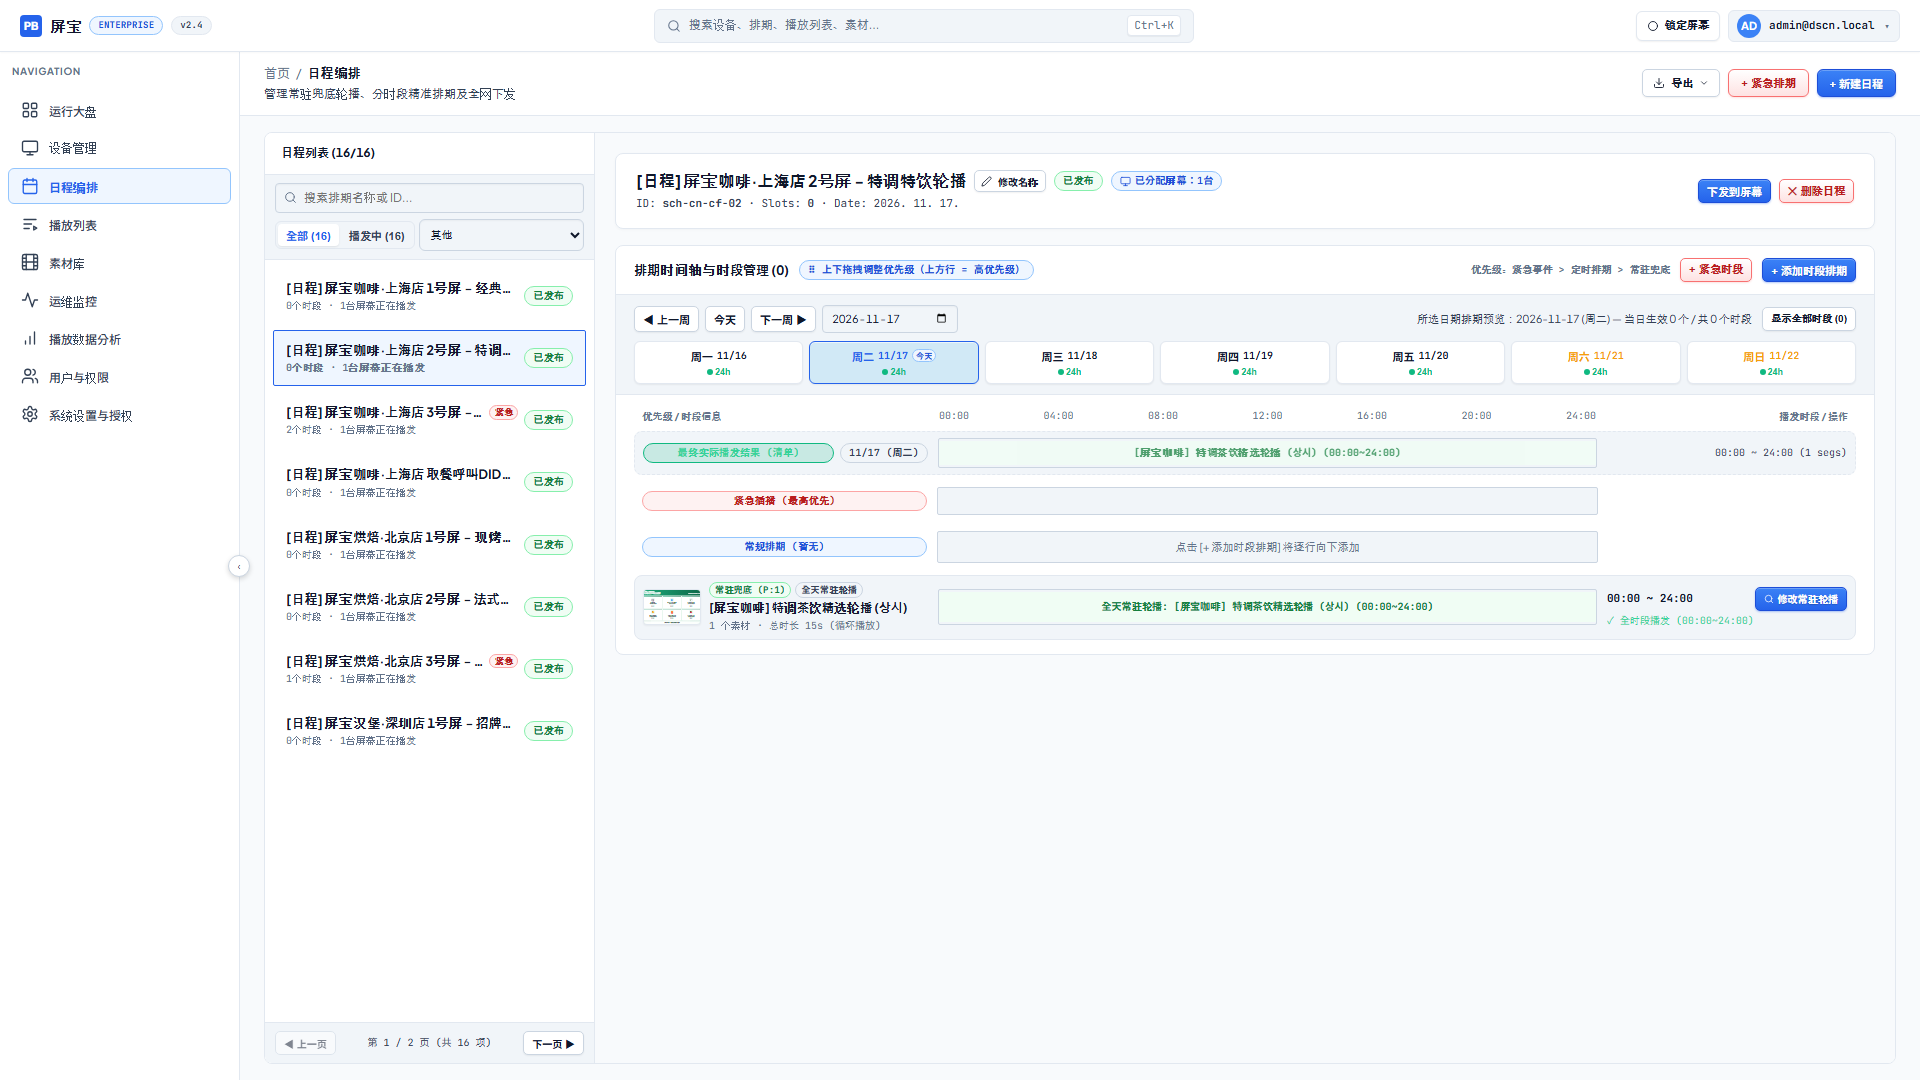 PB 屏宝 ENTERPRISE v2.4
搜索设备、排期、播放列表、素材... Ctrl+K
锁定屏幕
AD admin@dscn.local
NAVIGATION
运行大盘
设备管理
日程编排
播放列表
素材库
运维监控
播放数据分析
用户与权限
系统设置与授权
首页 / 日程编排
管理常驻兜底轮播、分时段精准排期及全网下发
导出
+ 紧急排期
+ 新建日程
日程列表 (16/16)
搜索排期名称或 ID...
全部 (16) 播发中 (16) 其他
[日程] 屏宝咖啡·上海店 1号屏 – 经典... 已发布
0个时段 · 1台屏幕正在播发
[日程] 屏宝咖啡·上海店 2号屏 – 特调... 已发布
0个时段 · 1台屏幕正在播发
[日程] 屏宝咖啡·上海店 3号屏 –... 紧急 已发布
2个时段 · 1台屏幕正在播发
[日程] 屏宝咖啡·上海店 取餐呼叫DID... 已发布
0个时段 · 1台屏幕正在播发
[日程] 屏宝烘焙·北京店 1号屏 – 现烤... 已发布
0个时段 · 1台屏幕正在播发
[日程] 屏宝烘焙·北京店 2号屏 – 法式... 已发布
0个时段 · 1台屏幕正在播发
[日程] 屏宝烘焙·北京店 3号屏 – ... 紧急 已发布
1个时段 · 1台屏幕正在播发
[日程] 屏宝汉堡·深圳店 1号屏 – 招牌... 已发布
0个时段 · 1台屏幕正在播发
◀ 上一页 第 1 / 2 页 (共 16 项) 下一页 ▶
[日程] 屏宝咖啡·上海店 2号屏 – 特调特饮轮播 修改名称 已发布 已分配屏幕：1台
ID: sch-cn-cf-02 · Slots: 0 · Date: 2026. 11. 17.
下发到屏幕 删除日程
排期时间轴与时段管理 (0) ⠿ 上下拖拽调整优先级（上方行 = 高优先级）
优先级：紧急事件 > 定时排期 > 常驻兜底 + 紧急时段 + 添加时段排期
◀ 上一周 今天 下一周 ▶ 2026-11-17
所选日期排期预览：2026-11-17 (周二) — 当日生效 0 个 / 共 0 个时段 显示全部时段 (0)
周一 11/16 周二 11/17 今天 周三 11/18 周四 11/19 周五 11/20 周六 11/21 周日 11/22
24h 24h 24h 24h 24h 24h 24h
优先级 / 时段信息 00:00 04:00 08:00 12:00 16:00 20:00 24:00 播发时段 / 操作
最终实际播发结果（清单） 11/17 (周二) [屏宝咖啡] 特调茶饮精选轮播 (상시) (00:00~24:00) 00:00 ~ 24:00 (1 segs)
紧急插播（最高优先）
常规排期（暂无） 点击 [+ 添加时段排期] 将逐行向下添加
常驻兜底 (P:1) 全天常驻轮播
[屏宝咖啡] 特调茶饮精选轮播 (상시)
1 个素材 · 总时长 15s (循环播放)
全天常驻轮播: [屏宝咖啡] 特调茶饮精选轮播 (상시) (00:00~24:00)
00:00 ~ 24:00
✓ 全时段播发 (00:00~24:00)
修改常驻轮播